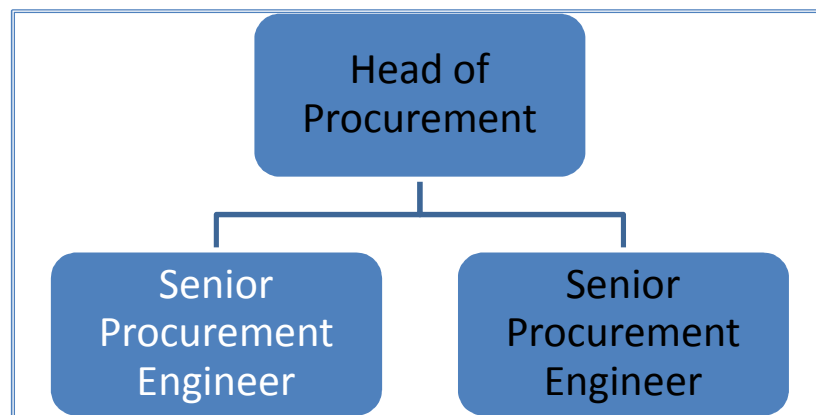 Head of
Procurement
Senior
Procurement
Engineer
Senior
Procurement
Engineer